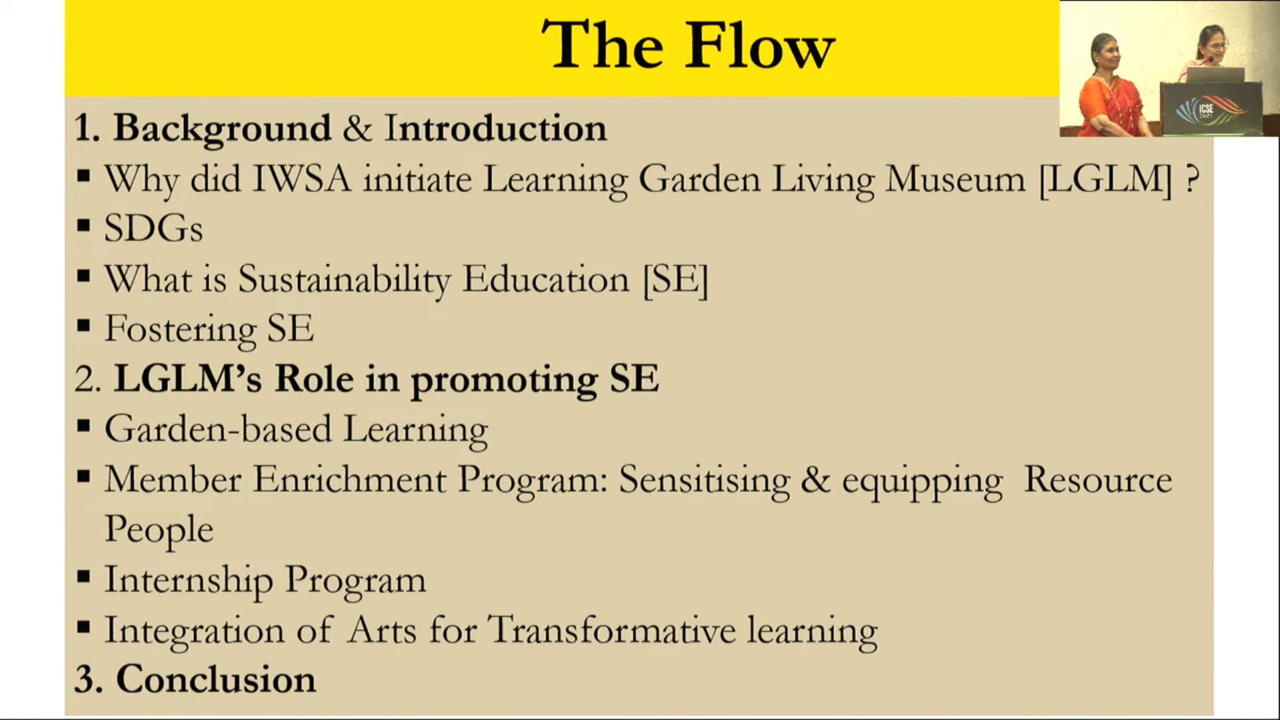 The Flow
1. Background & Introduction
▪ Why did IWSA initiate Learning Garden Living Museum [LGLM] ?
▪ SDGs
▪ What is Sustainability Education [SE]
▪ Fostering SE
2. LGLM’s Role in promoting SE
▪ Garden-based Learning
▪ Member Enrichment Program: Sensitising & equipping Resource
People
▪ Internship Program
▪ Integration of Arts for Transformative learning
3. Conclusion
ICSE